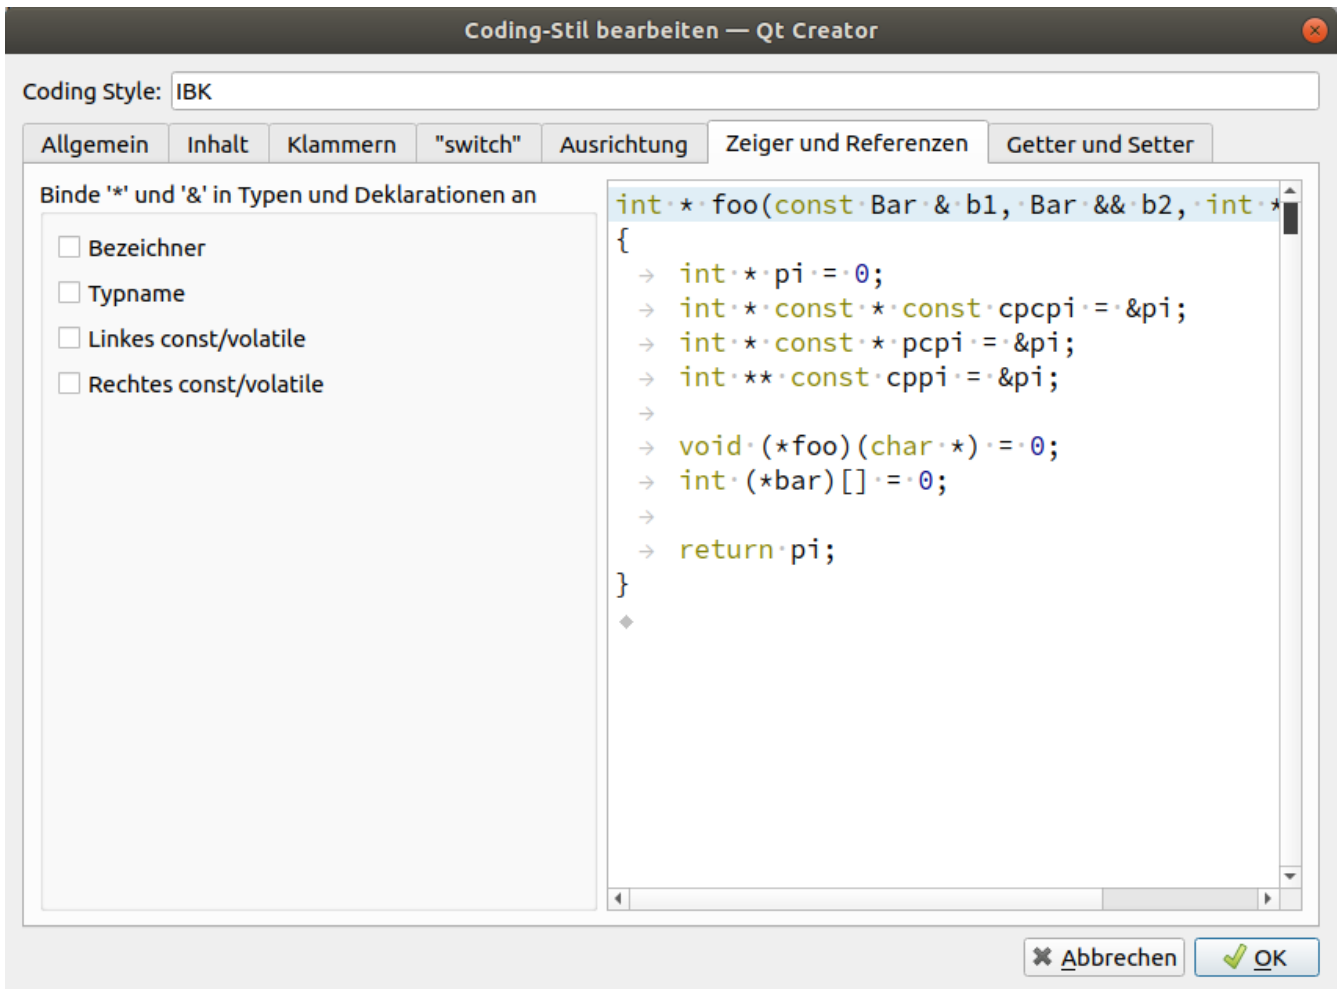 Coding-Stil bearbeiten — Qt Creator
Coding Style: IBK
Allgemein Inhalt Klammern "switch" Ausrichtung Zeiger und Referenzen Getter und Setter
Binde '*' und '&' in Typen und Deklarationen an
Bezeichner
Typname
Linkes const/volatile
Rechtes const/volatile
int * foo(const Bar & b1, Bar && b2, int *
{
int * pi = 0;
int * const * const cpcpi = &pi;
int * const * pcpi = &pi;
int ** const cppi = &pi;
void (*foo)(char *) = 0;
int (*bar)[] = 0;
return pi;
}
Abbrechen OK